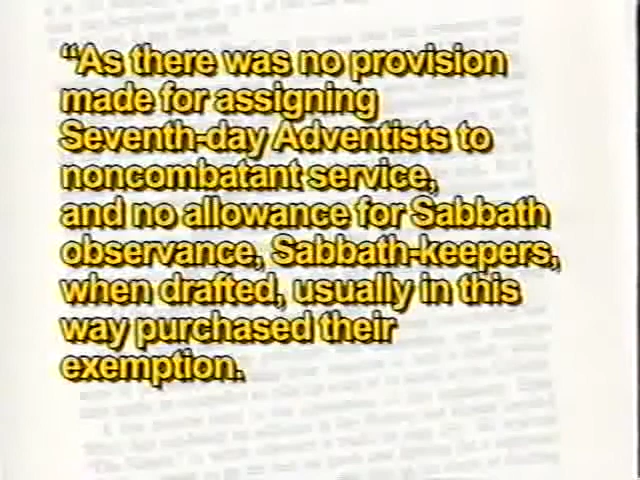 “As there was no provision
made for assigning
Seventh-day Adventists to
noncombatant service,
and no allowance for Sabbath
observance, Sabbath-keepers,
when drafted, usually in this
way purchased their
exemption.